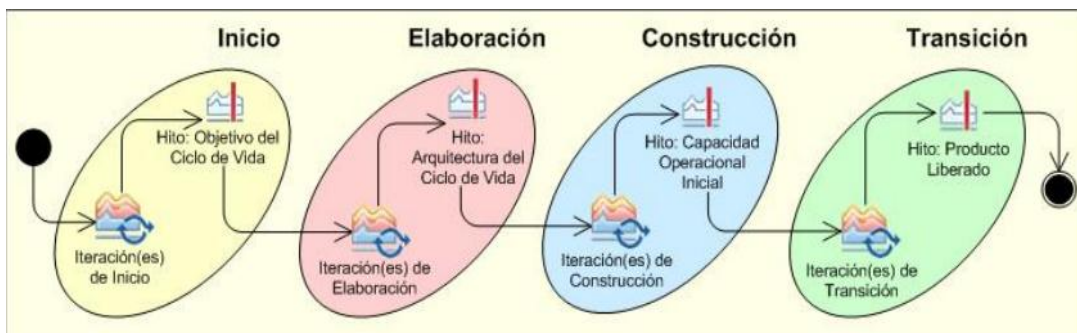 Inicio
Elaboración
Construcción
Transición
Hito: Objetivo del
Ciclo de Vida
Iteración(es)
de Inicio
Hito:
Arquitectura del
Ciclo de Vida
Iteración(es) de
Elaboración
Hito: Capacidad
Operacional
Inicial
Iteración(es) de
Construcción
Hito: Producto
Liberado
Iteración(es) de
Transición